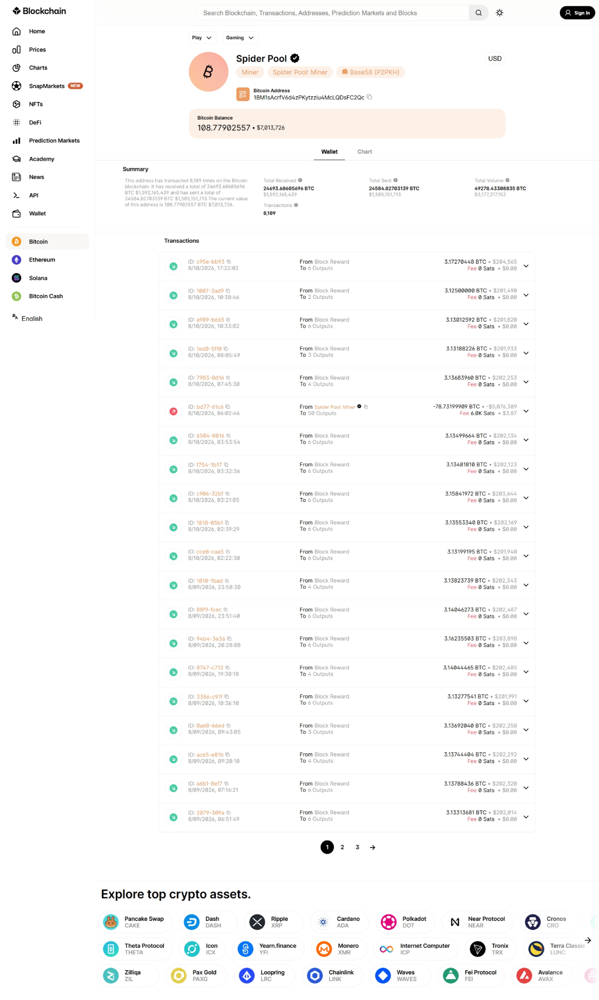 Blockchain
Search Blockchain, Transactions, Addresses, Prediction Markets and Blocks
Sign In
Home
Prices
Charts
SnapMarkets NEW
NFTs
DeFi
Prediction Markets
Academy
News
API
Wallet
Bitcoin
Ethereum
Solana
Bitcoin Cash
English
Play
Gaming
Spider Pool
USD
Miner
Spider Pool: Miner
Base58 (P2PKH)
Bitcoin Address
1BM1sAcrfV6d4zPKytzziu4McLQDsFC2Qc
Bitcoin Balance
108.77902557 • $7,013,726
Wallet
Chart
Summary
This address has transacted 8,109 times on the Bitcoin
blockchain. It has received a total of 24693.60605696
BTC $1,592,165,439 and has sent a total of
24584.82703139 BTC $1,585,151,713 The current value
of this address is 108.77902557 BTC $7,013,726.
Total Received
24693.60605696 BTC
$1,592,165,439
Total Sent
24584.82703139 BTC
$1,585,151,713
Total Volume
49278.43308835 BTC
$3,177,317,152
Transactions
8,109
Transactions
ID: c95e-bb93 From Block Reward 3.17270448 BTC • $204,565
8/10/2026, 17:22:02 To 6 Outputs Fee 0 Sats • $0.00
ID: 1007-3ad9 From Block Reward 3.12500000 BTC • $201,490
8/10/2026, 10:38:46 To 2 Outputs Fee 0 Sats • $0.00
ID: a989-b665 From Block Reward 3.13012592 BTC • $201,820
8/10/2026, 10:33:02 To 6 Outputs Fee 0 Sats • $0.00
ID: 1ed0-5ff0 From Block Reward 3.13188226 BTC • $201,933
8/10/2026, 08:05:49 To 3 Outputs Fee 0 Sats • $0.00
ID: 7983-8d16 From Block Reward 3.13683960 BTC • $202,253
8/10/2026, 07:45:30 To 4 Outputs Fee 0 Sats • $0.00
ID: bd77-61c6 From Spider Pool: Miner -78.73199909 BTC • -$5,076,389
8/10/2026, 06:02:46 To 50 Outputs Fee 6.0K Sats • $3.87
ID: 6504-8016 From Block Reward 3.13499664 BTC • $202,134
8/10/2026, 03:53:54 To 6 Outputs Fee 0 Sats • $0.00
ID: f754-1b17 From Block Reward 3.13481810 BTC • $202,123
8/10/2026, 03:32:36 To 6 Outputs Fee 0 Sats • $0.00
ID: c906-32bf From Block Reward 3.15841972 BTC • $203,644
8/10/2026, 03:21:05 To 6 Outputs Fee 0 Sats • $0.00
ID: 1818-05b1 From Block Reward 3.13553340 BTC • $202,169
8/10/2026, 02:39:29 To 6 Outputs Fee 0 Sats • $0.00
ID: cce8-caa5 From Block Reward 3.13199195 BTC • $201,940
8/10/2026, 02:22:30 To 6 Outputs Fee 0 Sats • $0.00
ID: 1010-1bad From Block Reward 3.13823739 BTC • $202,343
8/09/2026, 23:58:30 To 4 Outputs Fee 0 Sats • $0.00
ID: 88f9-fcec From Block Reward 3.14046273 BTC • $202,487
8/09/2026, 23:51:40 To 6 Outputs Fee 0 Sats • $0.00
ID: 94b4-3e36 From Block Reward 3.16235503 BTC • $203,898
8/09/2026, 20:28:08 To 6 Outputs Fee 0 Sats • $0.00
ID: 8747-c712 From Block Reward 3.14044465 BTC • $202,485
8/09/2026, 19:30:18 To 4 Outputs Fee 0 Sats • $0.00
ID: 3386-c91f From Block Reward 3.13277541 BTC • $201,991
8/09/2026, 10:36:10 To 6 Outputs Fee 0 Sats • $0.00
ID: 0a68-66ed From Block Reward 3.13692040 BTC • $202,258
8/09/2026, 09:43:05 To 3 Outputs Fee 0 Sats • $0.00
ID: ac65-e81b From Block Reward 3.13744404 BTC • $202,292
8/09/2026, 09:20:10 To 4 Outputs Fee 0 Sats • $0.00
ID: a6b1-8ef7 From Block Reward 3.13788436 BTC • $202,320
8/09/2026, 07:16:21 To 6 Outputs Fee 0 Sats • $0.00
ID: 2079-309a From Block Reward 3.13313681 BTC • $202,014
8/09/2026, 06:51:49 To 6 Outputs Fee 0 Sats • $0.00
1 2 3
Explore top crypto assets.
Pancake Swap Dash Ripple Cardano Polkadot Near Protocol Cronos
CAKE DASH XRP ADA DOT NEAR CRO
Theta Protocol Icon Yearn.finance Monero Internet Computer Tronix Terra Classic
THETA ICX YFI XMR ICP TRX LUNC
Zilliqa Pax Gold Loopring Chainlink Waves Fei Protocol Avalance
ZIL PAXG LRC LINK WAVES FEI AVAX